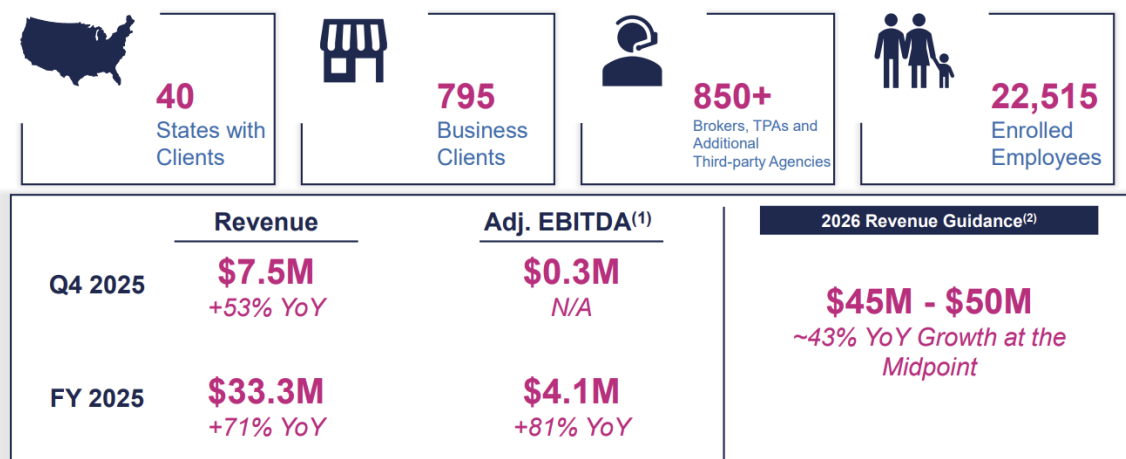 40
States with
Clients
795
Business
Clients
850+
Brokers, TPAs and
Additional
Third-party Agencies
22,515
Enrolled
Employees
Revenue
Adj. EBITDA(1)
2026 Revenue Guidance(2)
Q4 2025
$7.5M
+53% YoY
$0.3M
N/A
$45M - $50M
~43% YoY Growth at the
Midpoint
FY 2025
$33.3M
+71% YoY
$4.1M
+81% YoY